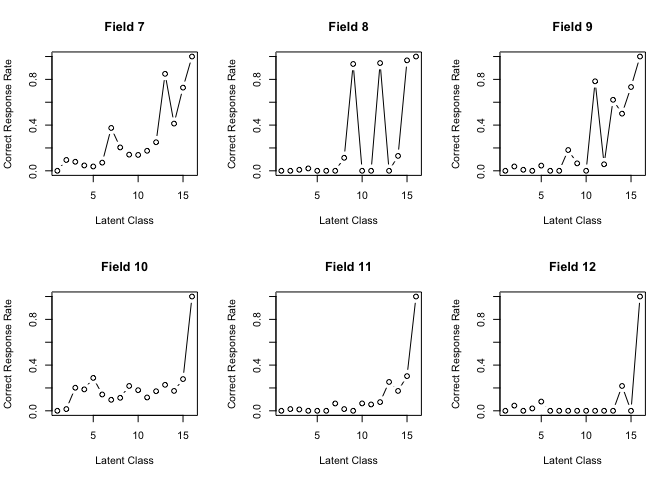 Field 7
Correct Response Rate
0.0 0.4 0.8
5 10 15
Latent Class
Field 8
Correct Response Rate
0.0 0.4 0.8
5 10 15
Latent Class
Field 9
Correct Response Rate
0.0 0.4 0.8
5 10 15
Latent Class
Field 10
Correct Response Rate
0.0 0.4 0.8
5 10 15
Latent Class
Field 11
Correct Response Rate
0.0 0.4 0.8
5 10 15
Latent Class
Field 12
Correct Response Rate
0.0 0.4 0.8
5 10 15
Latent Class